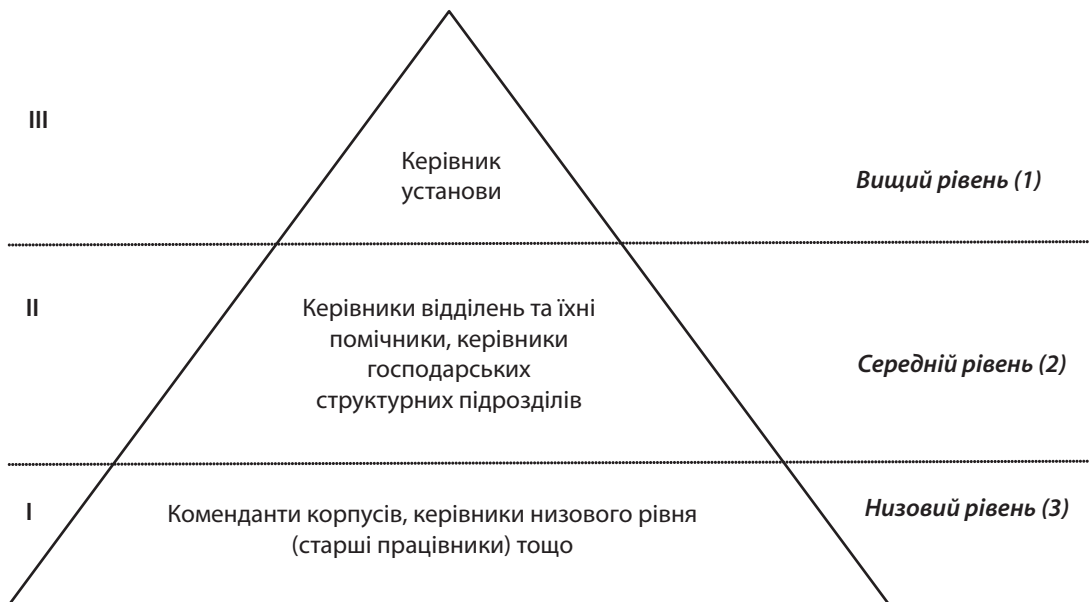 III
Керівник
установи
Вищий рівень (1)
II
Керівники відділень та їхні
помічники, керівники
господарських
структурних підрозділів
Середній рівень (2)
I
Коменданти корпусів, керівники низового рівня
(старші працівники) тощо
Низовий рівень (3)